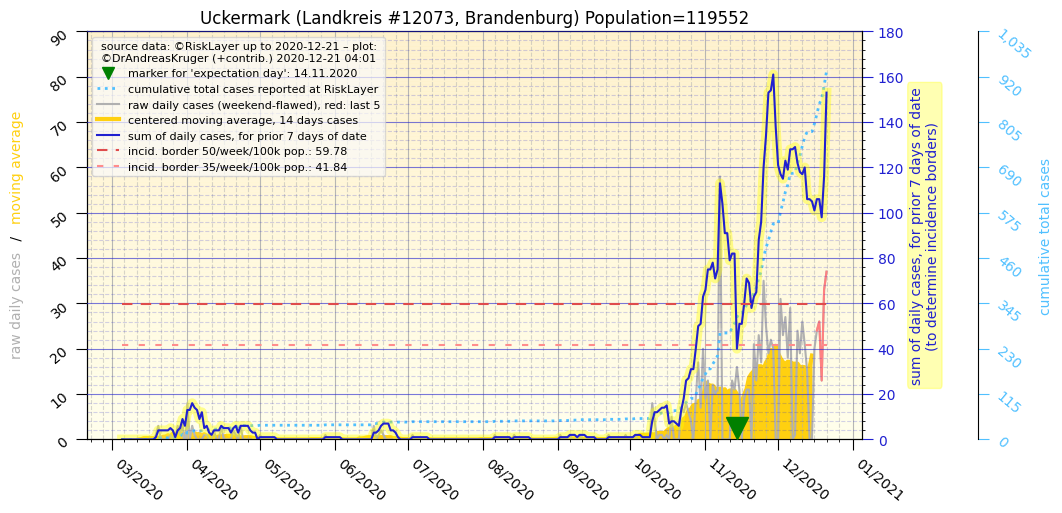 Uckermark (Landkreis #12073, Brandenburg) Population=119552
source data: ©RiskLayer up to 2020-12-21 – plot:
©DrAndreasKruger (+contrib.) 2020-12-21 04:01
marker for 'expectation day': 14.11.2020
cumulative total cases reported at RiskLayer
raw daily cases (weekend-flawed), red: last 5
centered moving average, 14 days cases
sum of daily cases, for prior 7 days of date
incid. border 50/week/100k pop.: 59.78
incid. border 35/week/100k pop.: 41.84
raw daily cases / moving average
0
10
20
30
40
50
60
70
80
90
03/2020
04/2020
05/2020
06/2020
07/2020
08/2020
09/2020
10/2020
11/2020
12/2020
01/2021
0
20
40
60
80
100
120
140
160
180
sum of daily cases, for prior 7 days of date
(to determine incidence borders)
0
115
230
345
460
575
690
805
920
1,035
cumulative total cases